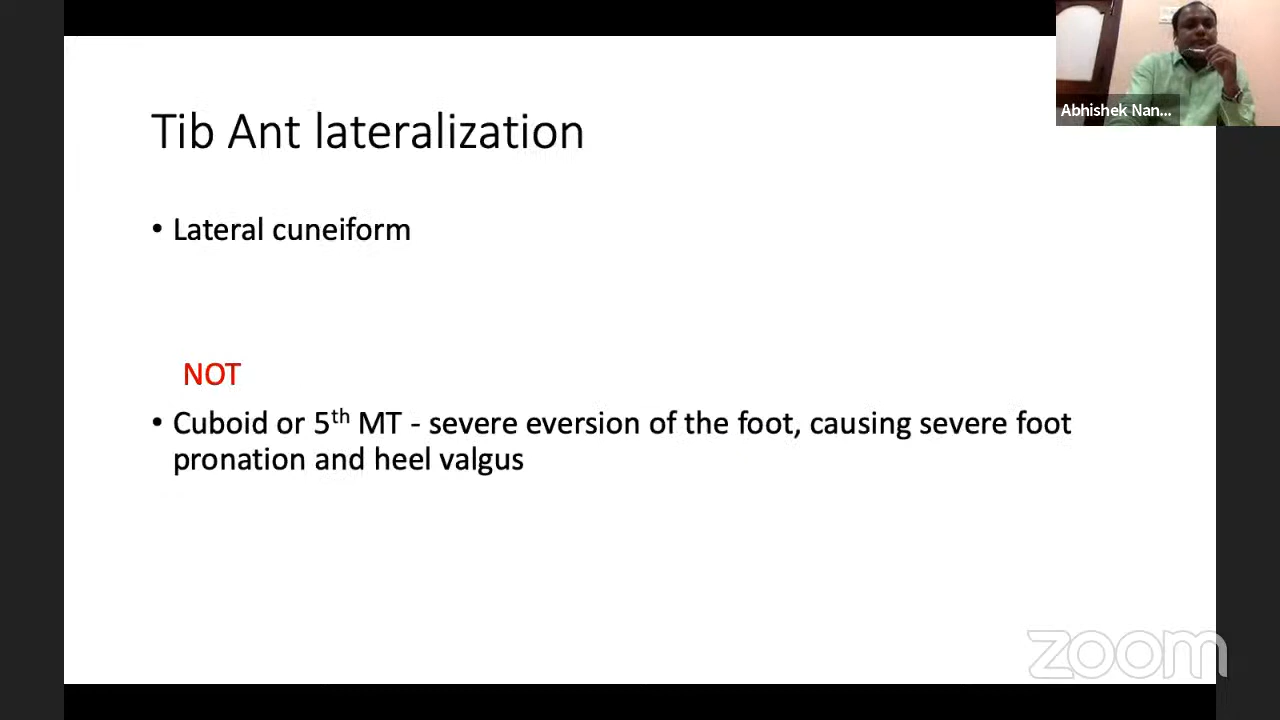 Abhishek Nan...
Tib Ant lateralization
• Lateral cuneiform
NOT
• Cuboid or 5th MT - severe eversion of the foot, causing severe foot
pronation and heel valgus
zoom